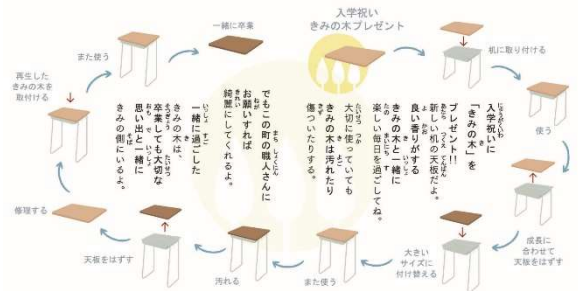 入学祝い
きみの木プレゼント
机に取り付ける
使う
成長に
合わせて
天板をはずす
大きい
サイズに
付け替える
また使う
汚れる
天板をはずす
修理する
再生した
きみの木を
取付ける
また使う
一緒に卒業
入学祝いに
「きみの木」を
プレゼント!!
新しい机の天板だよ。
良い香りがする
きみの木と一緒に
楽しい毎日を過ごしてね。
大切に使っていても
きみの木は汚れたり
傷ついたりする。
でもこの町の職人さんに
お願いすれば
綺麗にしてくれるよ。
一緒に過ごした
きみの木は、
卒業しても大切な
思い出と一緒に
きみの側にいるよ。